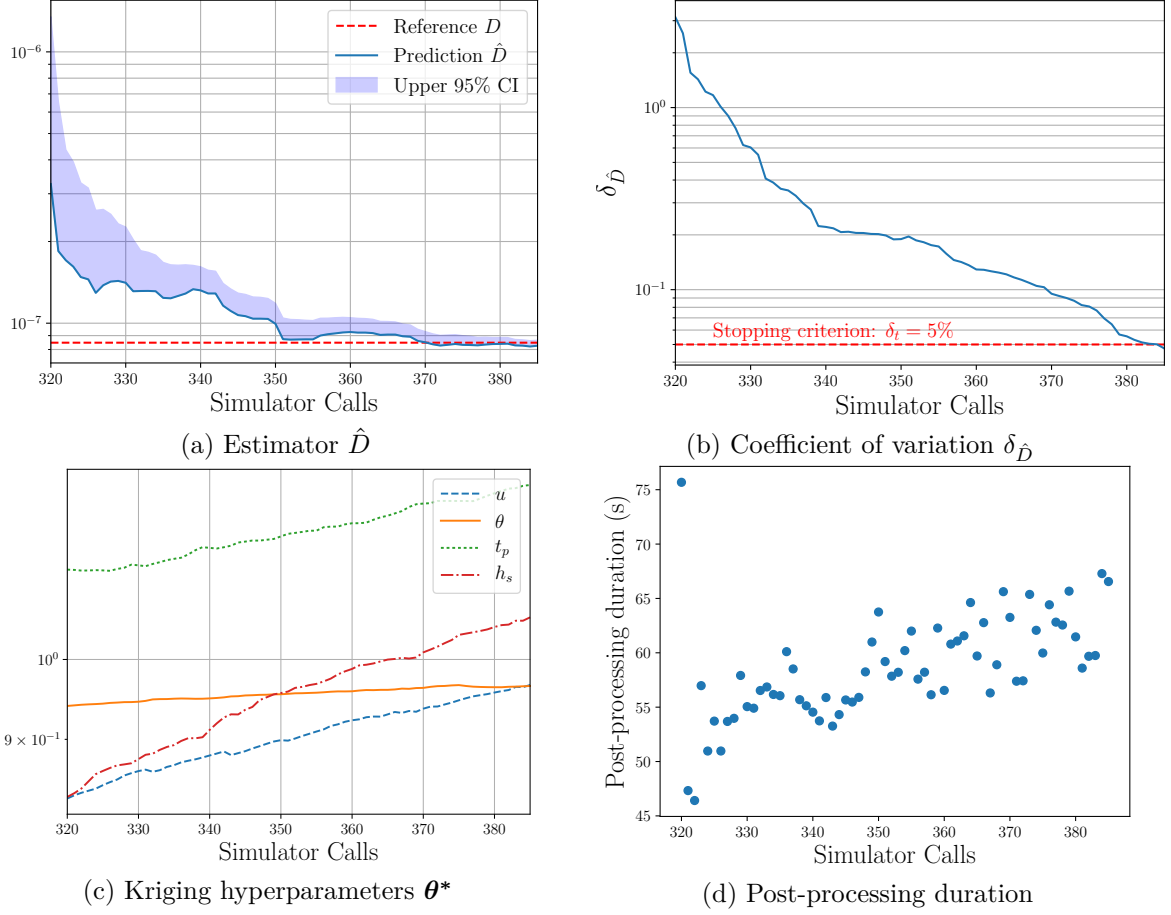 Reference D
Prediction D̂
Upper 95% CI
10⁻⁶
10⁻⁷
320 330 340 350 360 370 380
Simulator Calls
(a) Estimator D̂
δ_D̂
10⁰
10⁻¹
Stopping criterion: δ_t = 5%
320 330 340 350 360 370 380
Simulator Calls
(b) Coefficient of variation δ_D̂
u
θ
t_p
h_s
10⁰
9 × 10⁻¹
320 330 340 350 360 370 380
Simulator Calls
(c) Kriging hyperparameters θ*
Post-processing duration (s)
75
70
65
60
55
50
45
320 330 340 350 360 370 380
Simulator Calls
(d) Post-processing duration